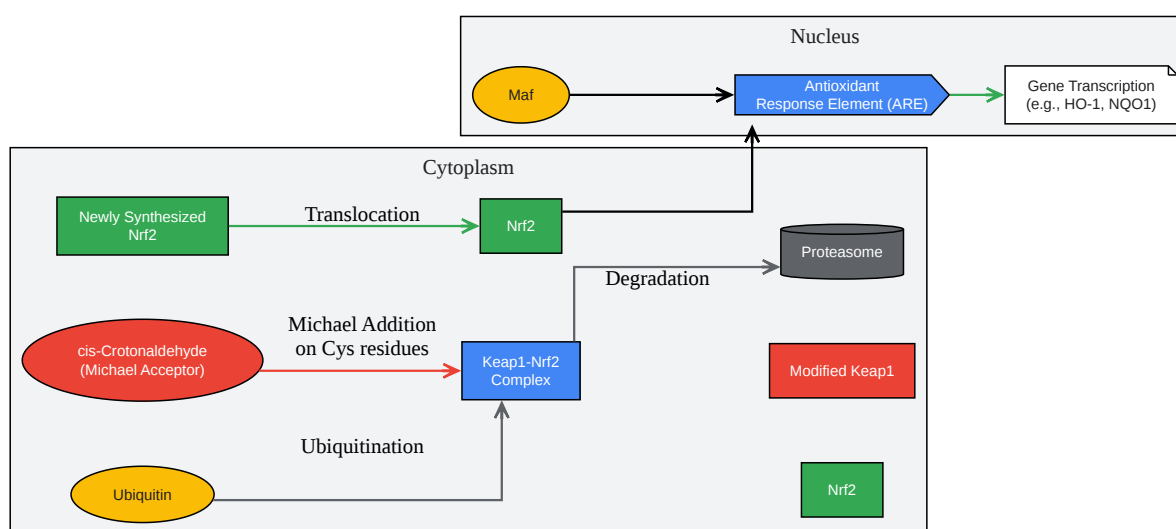 Nucleus
Maf
Antioxidant
Response Element (ARE)
Gene Transcription
(e.g., HO-1, NQO1)
Cytoplasm
Newly Synthesized
Nrf2
Translocation
Nrf2
Proteasome
Degradation
cis-Crotonaldehyde
(Michael Acceptor)
Michael Addition
on Cys residues
Keap1-Nrf2
Complex
Modified Keap1
Ubiquitination
Ubiquitin
Nrf2